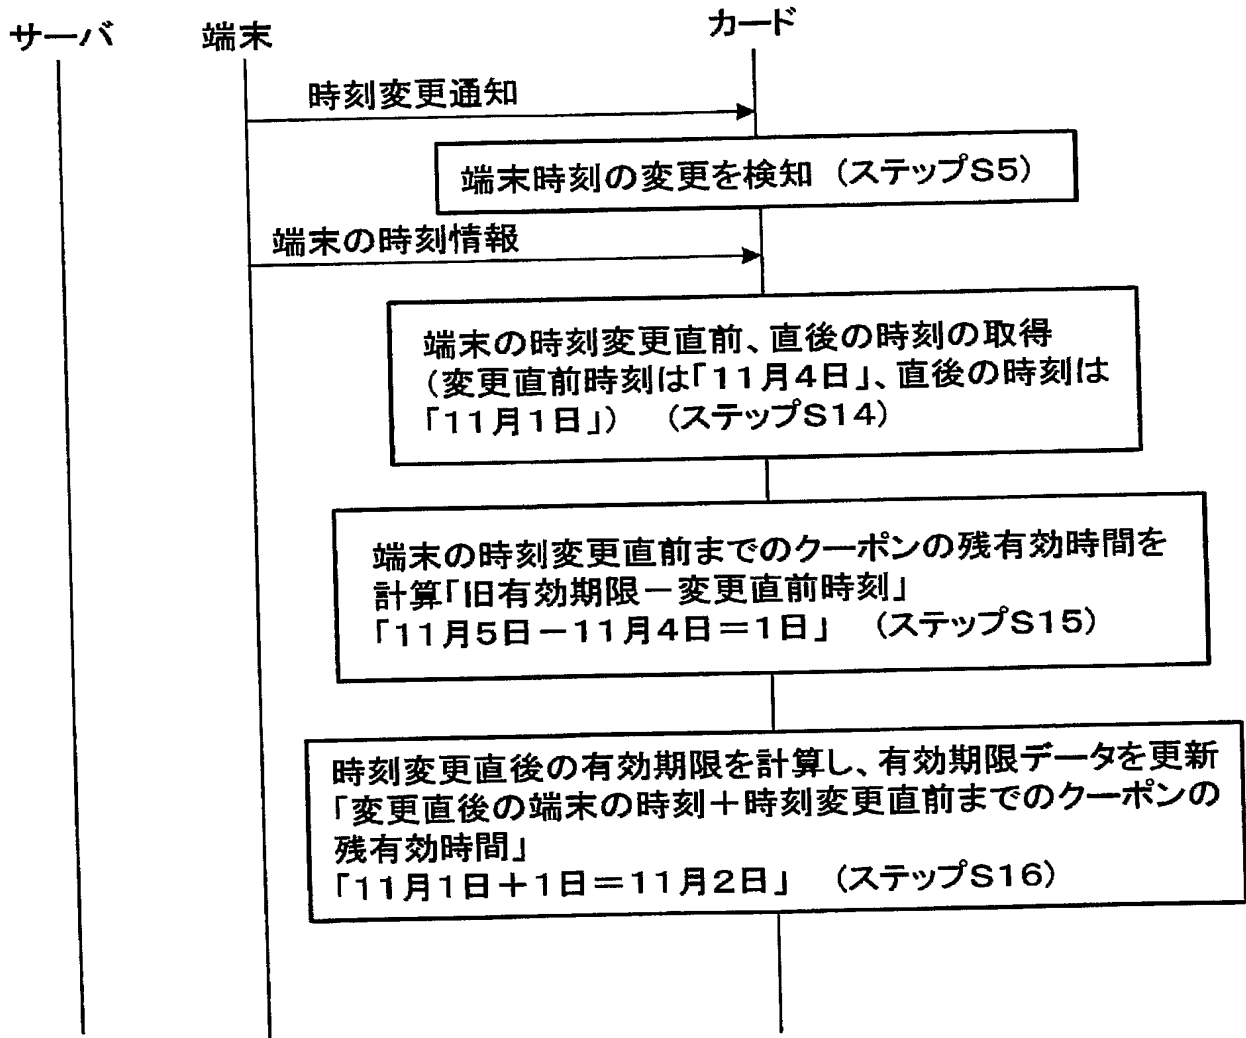 サーバ
端末
カード
時刻変更通知
端末時刻の変更を検知 (ステップS5)
端末の時刻情報
端末の時刻変更直前、直後の時刻の取得
(変更直前時刻は「11月4日」、直後の時刻は
「11月1日」) (ステップS14)
端末の時刻変更直前までのクーポンの残有効時間を
計算「旧有効期限－変更直前時刻」
「11月5日－11月4日＝1日」 (ステップS15)
時刻変更直後の有効期限を計算し、有効期限データを更新
「変更直後の端末の時刻＋時刻変更直前までのクーポンの
残有効時間」
「11月1日＋1日＝11月2日」 (ステップS16)